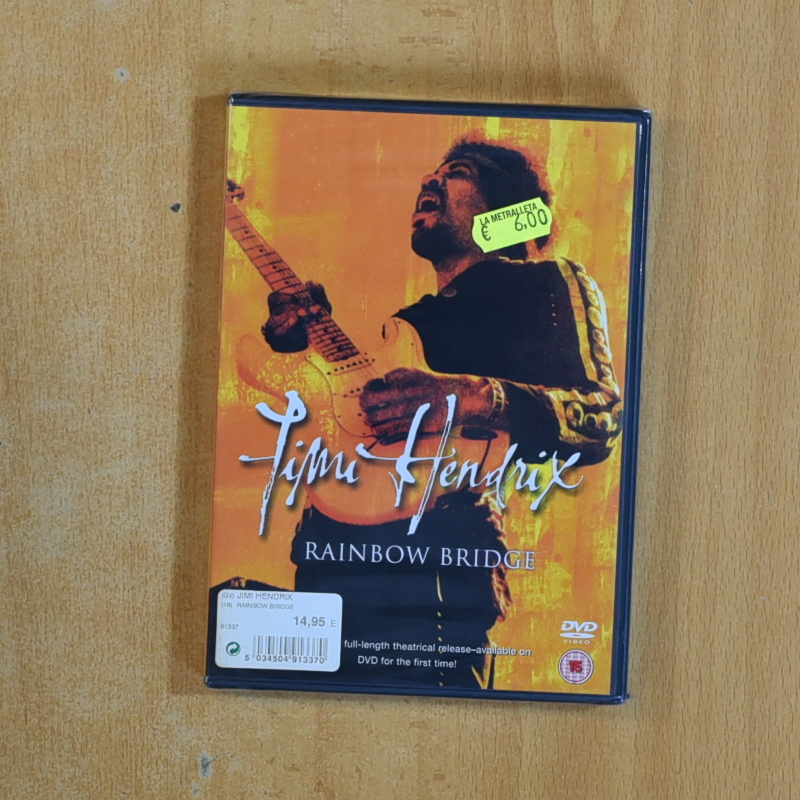 LA METRALLETA
€ 6,00
Jimi Hendrix
RAINBOW BRIDGE
(MV) JIMI HENDRIX
(16) RAINBOW BRIDGE
91337
14,95 E
5 034504 913370
full-length theatrical release–available on
DVD for the first time!
DVD
VIDEO
15